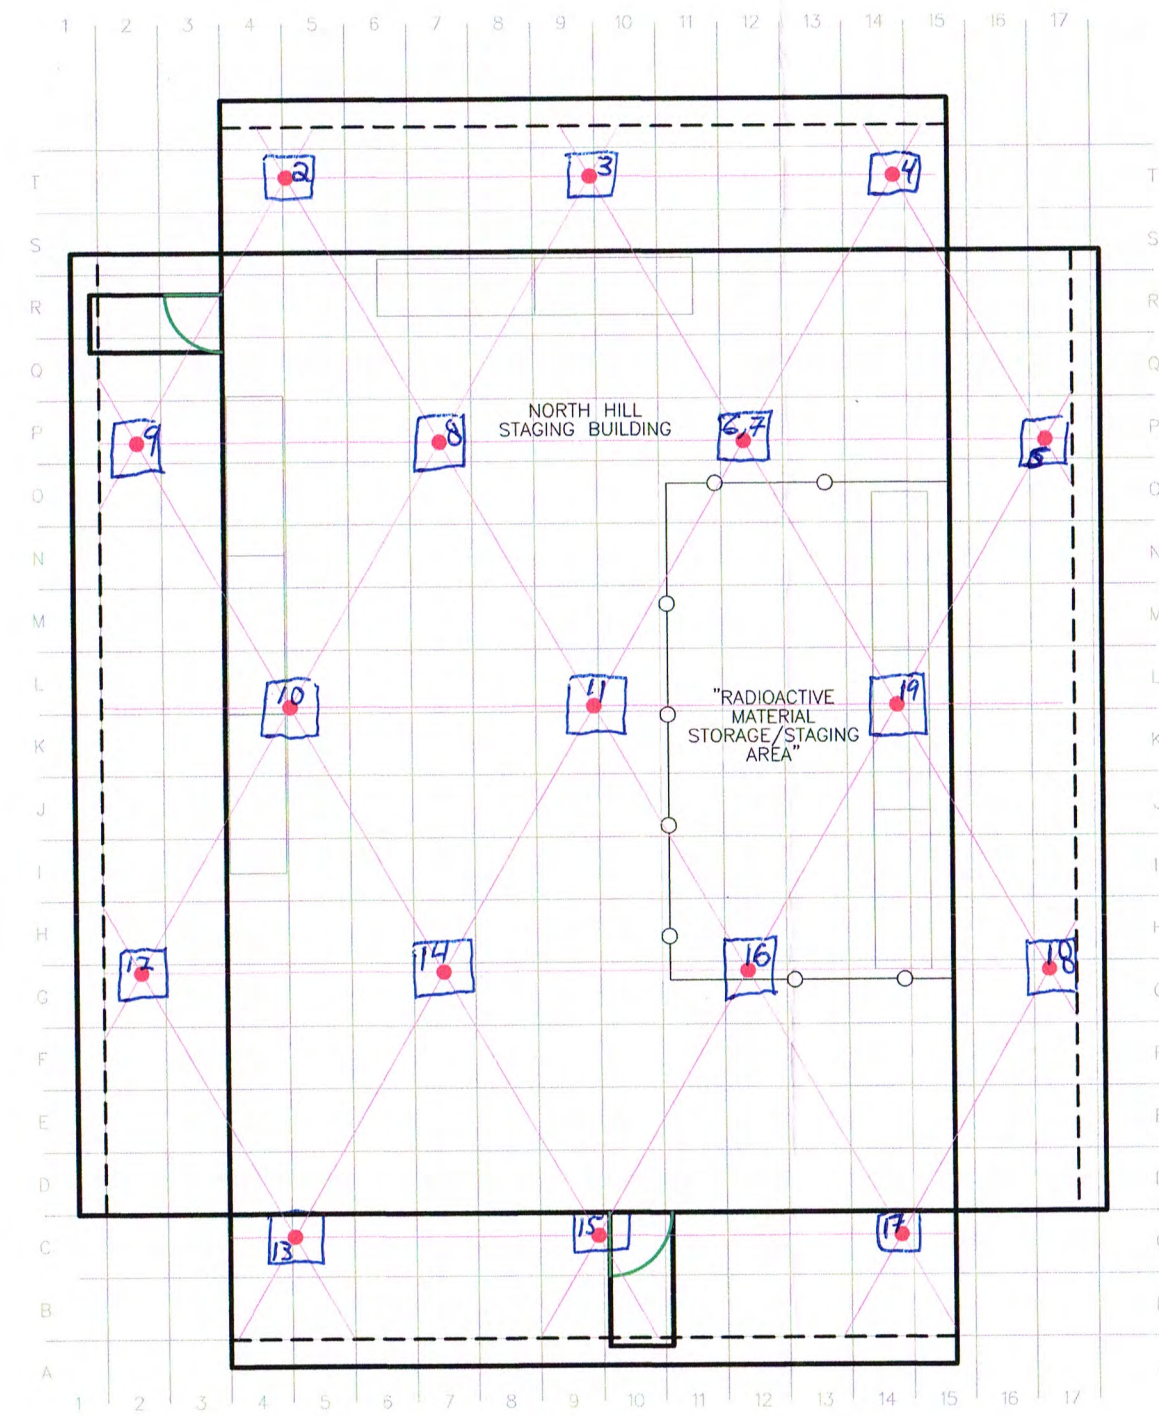 1 2 3 4 5 6 7 8 9 10 11 12 13 14 15 16 17
T 2 3 4 T
S S
R R
Q Q
NORTH HILL
STAGING BUILDING
P 9 8 6,7 5 P
O
N N
M M
L 10 11 19 L
"RADIOACTIVE
MATERIAL
STORAGE/STAGING
AREA"
K K
J J
I I
H 12 14 16 18 H
G
F F
E E
D
C 13 15 17
B
A
1 2 3 4 5 6 7 8 9 10 11 12 13 14 15 16 17